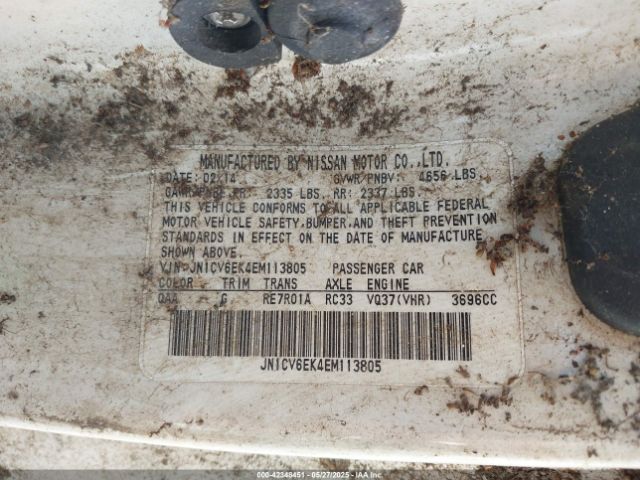 MANUFACTURED BY NISSAN MOTOR CO.,LTD.
DATE: 02/14 GVWR/PNBV: 4656 LBS.
GAWR/PNBE FR: 2335 LBS. RR: 2337 LBS.
THIS VEHICLE CONFORMS TO ALL APPLICABLE FEDERAL
MOTOR VEHICLE SAFETY,BUMPER,AND THEFT PREVENTION
STANDARDS IN EFFECT ON THE DATE OF MANUFACTURE
SHOWN ABOVE.
VIN:JN1CV6EK4EM113805 PASSENGER CAR
COLOR TRIM TRANS AXLE ENGINE
QAA G RE7R01A RC33 VQ37(VHR) 3696CC
JN1CV6EK4EM113805
00-42348451 - 05/27/2025 - IAA Inc.